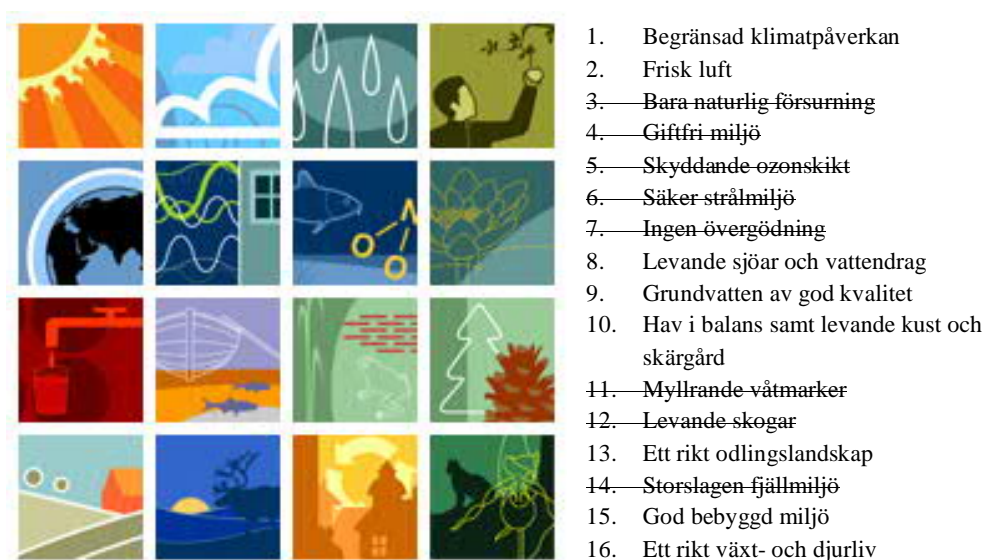 1. Begränsad klimatpåverkan
2. Frisk luft
3. Bara naturlig försurning
4. Giftfri miljö
5. Skyddande ozonskikt
6. Säker strålmiljö
7. Ingen övergödning
8. Levande sjöar och vattendrag
9. Grundvatten av god kvalitet
10. Hav i balans samt levande kust och
skärgård
11. Myllrande våtmarker
12. Levande skogar
13. Ett rikt odlingslandskap
14. Storslagen fjällmiljö
15. God bebyggd miljö
16. Ett rikt växt- och djurliv
N
O
O